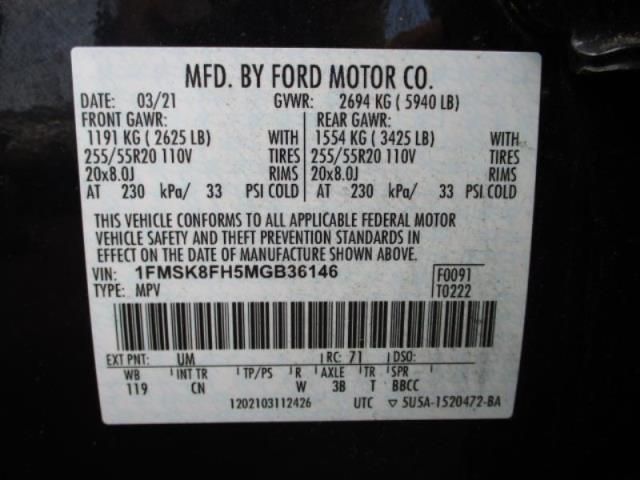 MFD. BY FORD MOTOR CO.
DATE: 03/21 GVWR: 2694 KG ( 5940 LB)
FRONT GAWR: REAR GAWR:
1191 KG ( 2625 LB) WITH 1554 KG ( 3425 LB) WITH
255/55R20 110V TIRES 255/55R20 110V TIRES
20x8.0J RIMS 20x8.0J RIMS
AT 230 kPa/ 33 PSI COLD AT 230 kPa/ 33 PSI COLD
THIS VEHICLE CONFORMS TO ALL APPLICABLE FEDERAL MOTOR
VEHICLE SAFETY AND THEFT PREVENTION STANDARDS IN
EFFECT ON THE DATE OF MANUFACTURE SHOWN ABOVE.
VIN: 1FMSK8FH5MGB36146 F0091
TYPE: MPV T0222
EXT PNT: UM RC: 71 DSO:
WB INT TR TP/PS R AXLE TR SPR
119 CN W 3B T BBCC
1202103112426 UTC 5U5A-1520472-BA